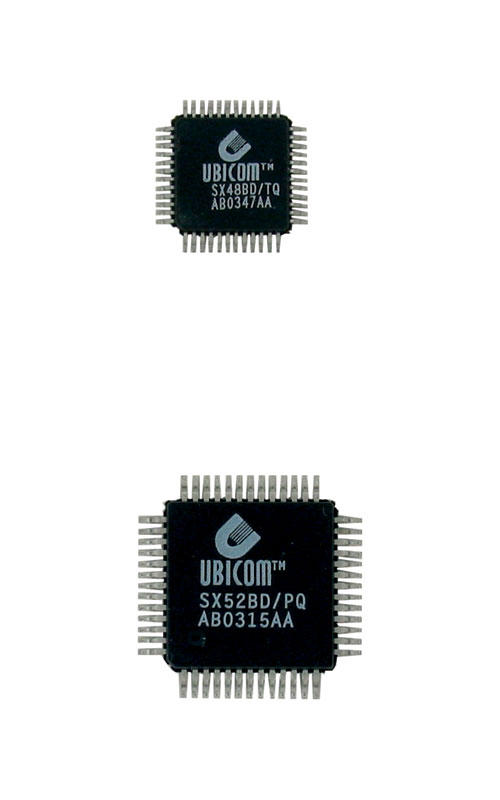 UBICOM™
SX48BD/TQ
AB0347AA
UBICOM™
SX52BD/PQ
AB0315AA